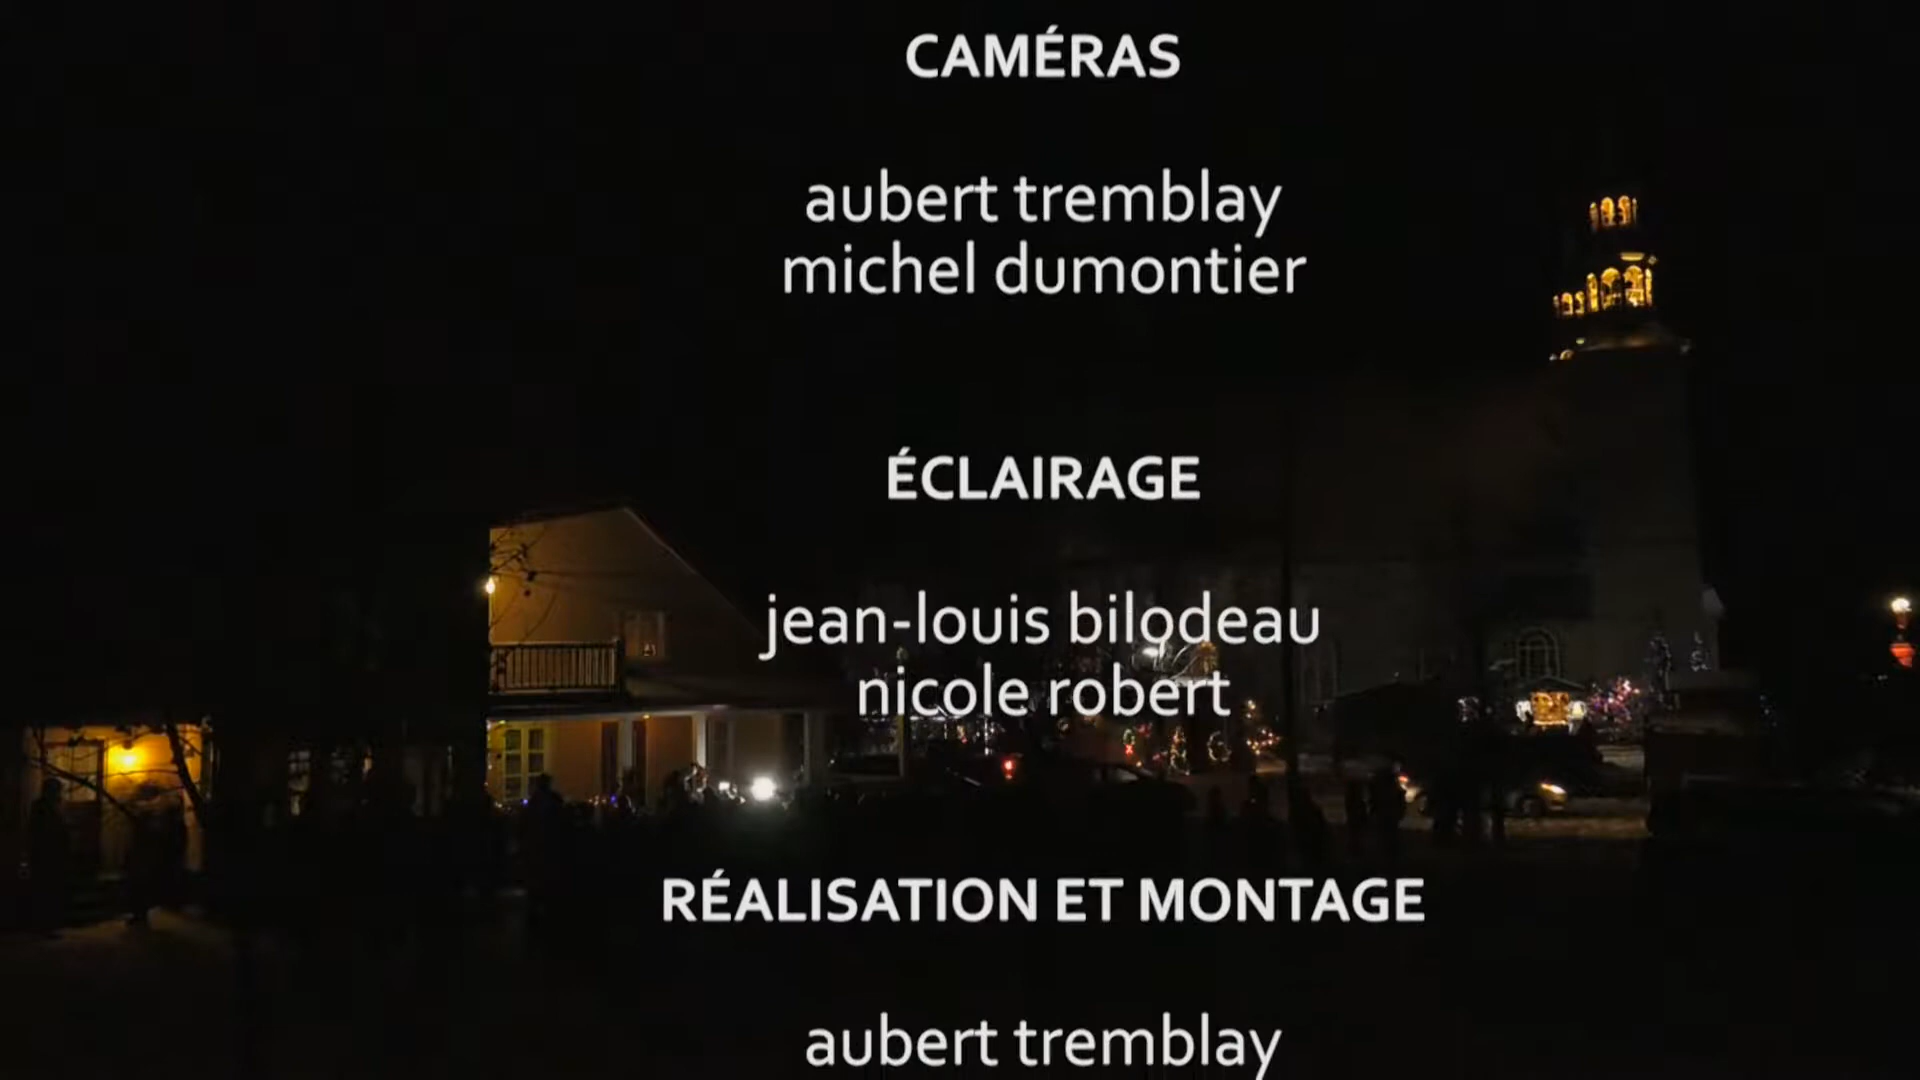 CAMÉRAS
aubert tremblay
michel dumontier
ÉCLAIRAGE
jean-louis bilodeau
nicole robert
RÉALISATION ET MONTAGE
aubert tremblay